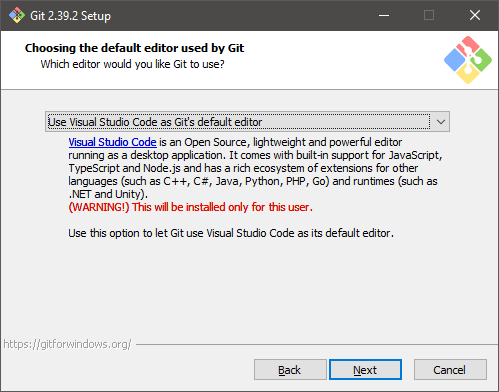 Git 2.39.2 Setup
Choosing the default editor used by Git
Which editor would you like Git to use?
Use Visual Studio Code as Git's default editor
Visual Studio Code is an Open Source, lightweight and powerful editor
running as a desktop application. It comes with built-in support for JavaScript,
TypeScript and Node.js and has a rich ecosystem of extensions for other
languages (such as C++, C#, Java, Python, PHP, Go) and runtimes (such as
.NET and Unity).
(WARNING!) This will be installed only for this user.
Use this option to let Git use Visual Studio Code as its default editor.
https://gitforwindows.org/
Back
Next
Cancel